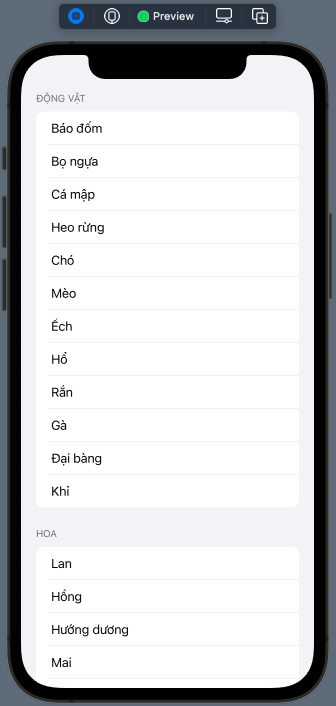 Preview
ĐỘNG VẬT
Báo đốm
Bọ ngựa
Cá mập
Heo rừng
Chó
Mèo
Ếch
Hổ
Rắn
Gà
Đại bàng
Khỉ
HOA
Lan
Hồng
Hướng dương
Mai